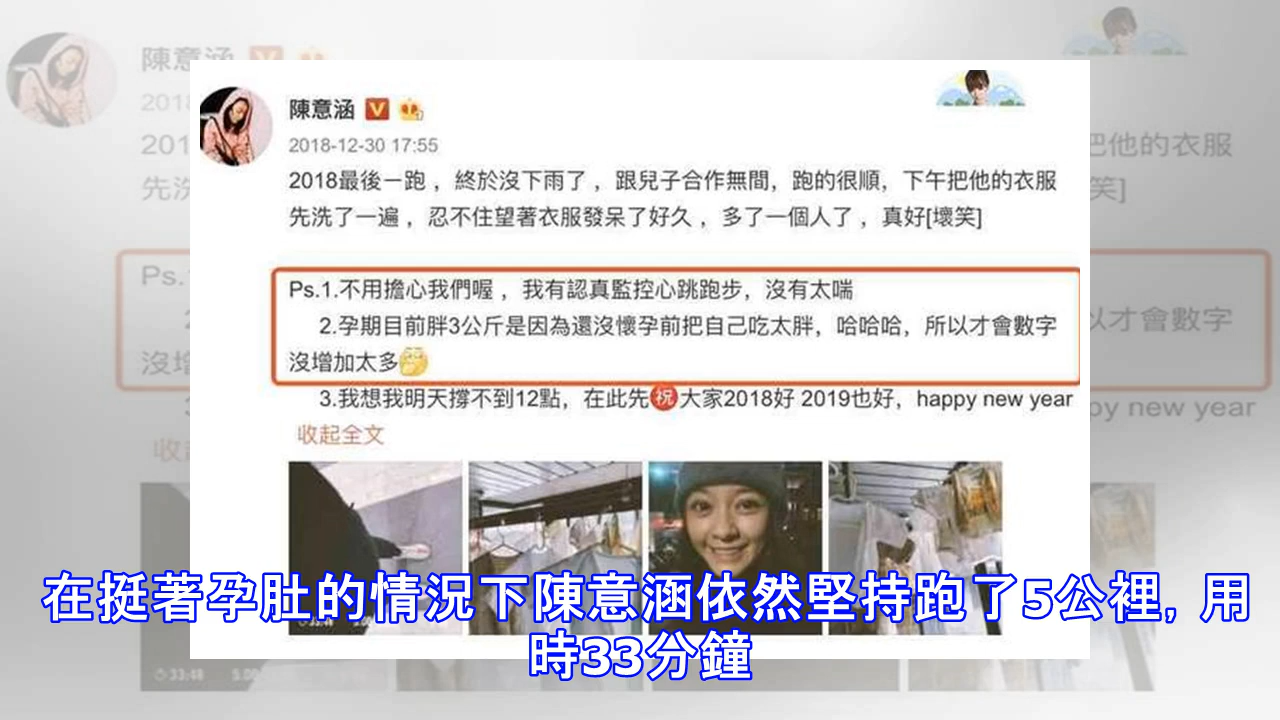 陳意涵
2018-12-30 17:55
2018最後一跑，終於沒下雨了，跟兒子合作無間，跑的很順，下午把他的衣服
先洗了一遍，忍不住望著衣服發呆了好久，多了一個人了，真好[壞笑]
Ps.1.不用擔心我們喔，我有認真監控心跳跑步，沒有太喘
2.孕期目前胖3公斤是因為還沒懷孕前把自己吃太胖，哈哈哈，所以才會數字
沒增加太多
3.我想我明天撐不到12點，在此先祝大家2018好 2019也好，happy new year
收起全文
在挺著孕肚的情況下陳意涵依然堅持跑了5公裡, 用
時33分鐘
33:48